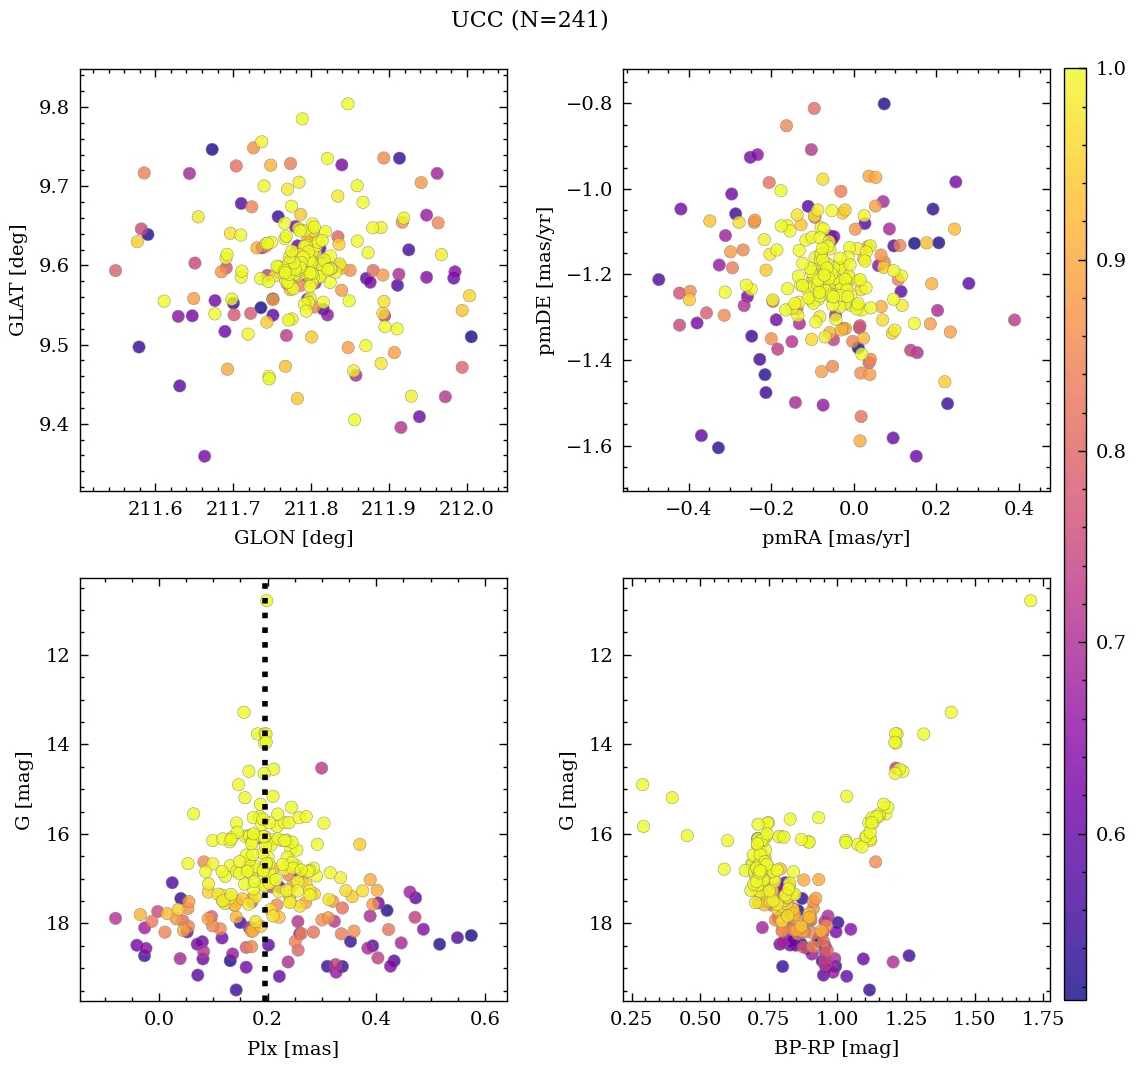 UCC (N=241)
9.8
9.7
9.6
9.5
9.4
GLAT [deg]
211.6 211.7 211.8 211.9 212.0
GLON [deg]
−0.8
−1.0
−1.2
−1.4
−1.6
pmDE [mas/yr]
−0.4 −0.2 0.0 0.2 0.4
pmRA [mas/yr]
1.0
0.9
0.8
0.7
0.6
12
14
16
18
G [mag]
0.0 0.2 0.4 0.6
Plx [mas]
12
14
16
18
G [mag]
0.25 0.50 0.75 1.00 1.25 1.50 1.75
BP-RP [mag]